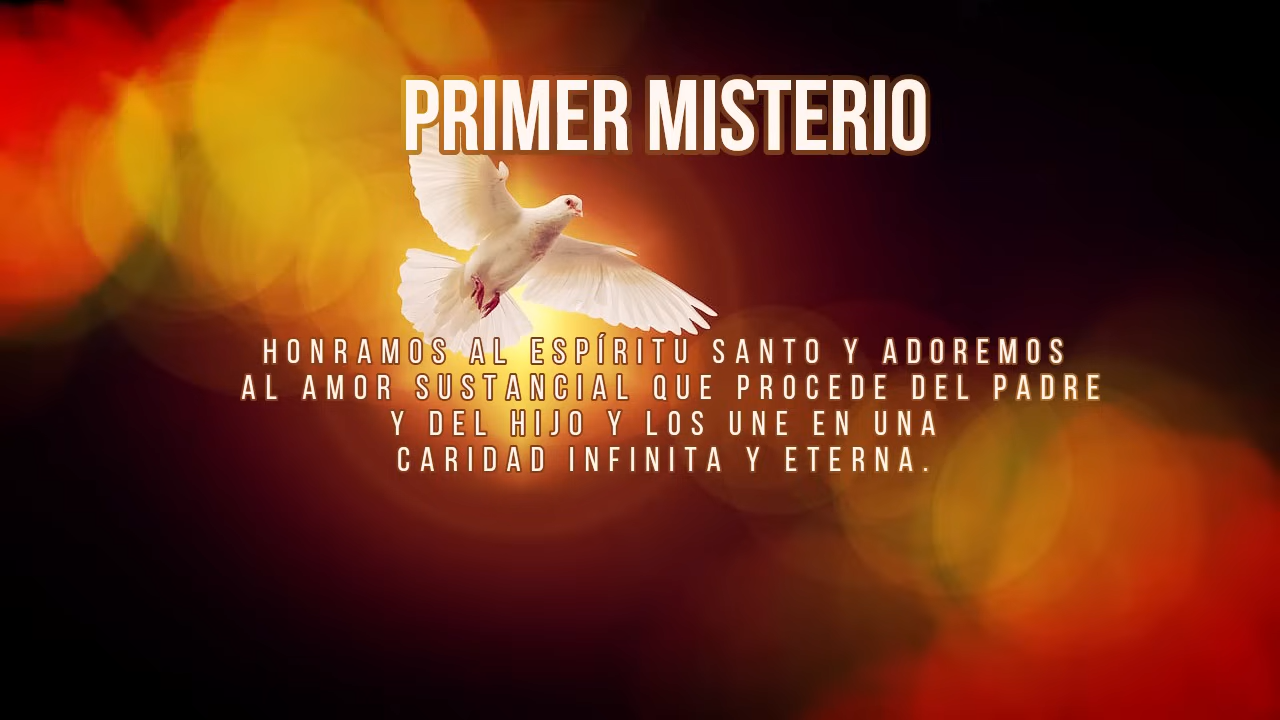 PRIMER MISTERIO
HONRAMOS AL ESPÍRITU SANTO Y ADOREMOS
AL AMOR SUSTANCIAL QUE PROCEDE DEL PADRE
Y DEL HIJO Y LOS UNE EN UNA
CARIDAD INFINITA Y ETERNA.